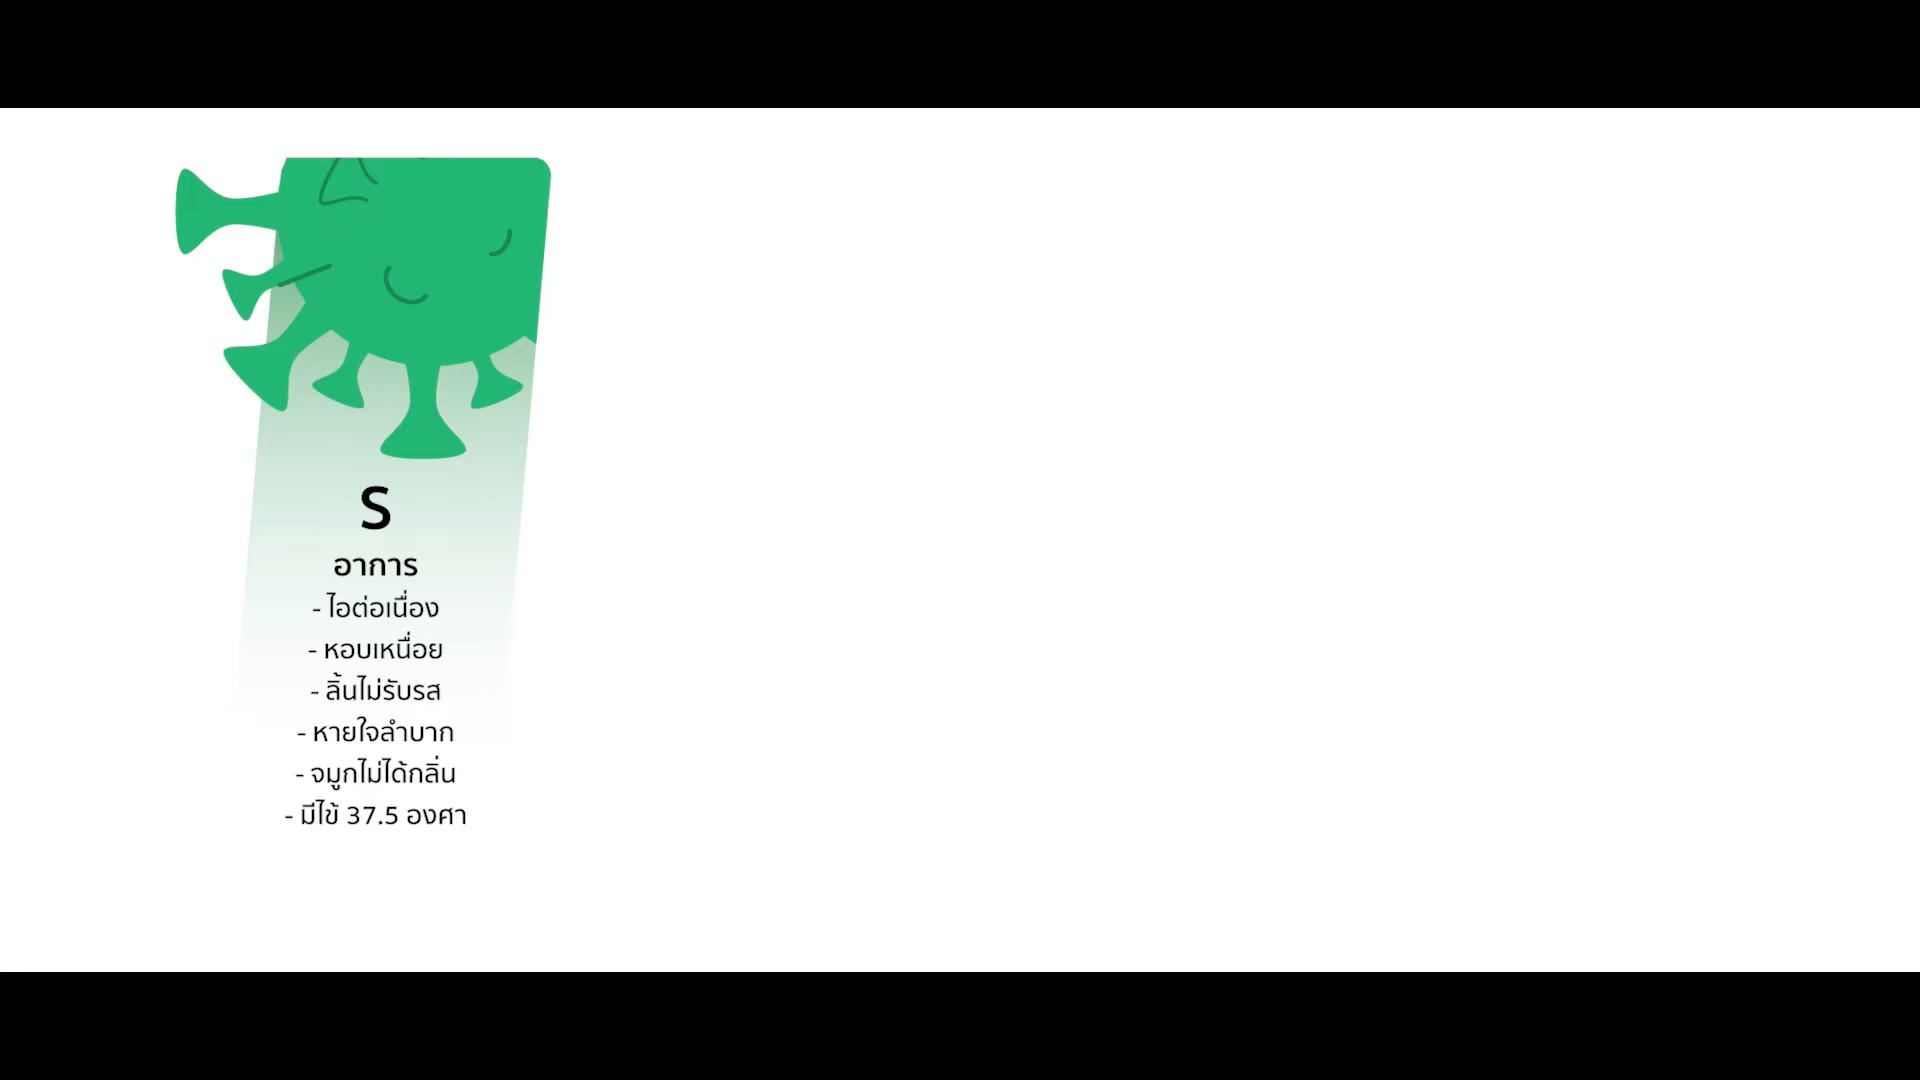 S
อาการ
- ไอต่อเนื่อง
- หอบเหนื่อย
- ลิ้นไม่รับรส
- หายใจลำบาก
- จมูกไม่ได้กลิ่น
- มีไข้ 37.5 องศา